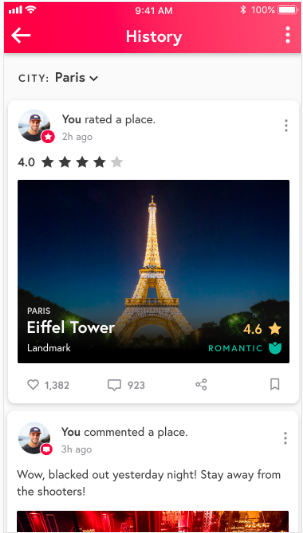 9:41 AM
100%
History
CITY: Paris
You rated a place.
2h ago
4.0
PARIS
Eiffel Tower
4.6
Landmark
ROMANTIC
1,382
923
You commented a place.
3h ago
Wow, blacked out yesterday night! Stay away from
the shooters!